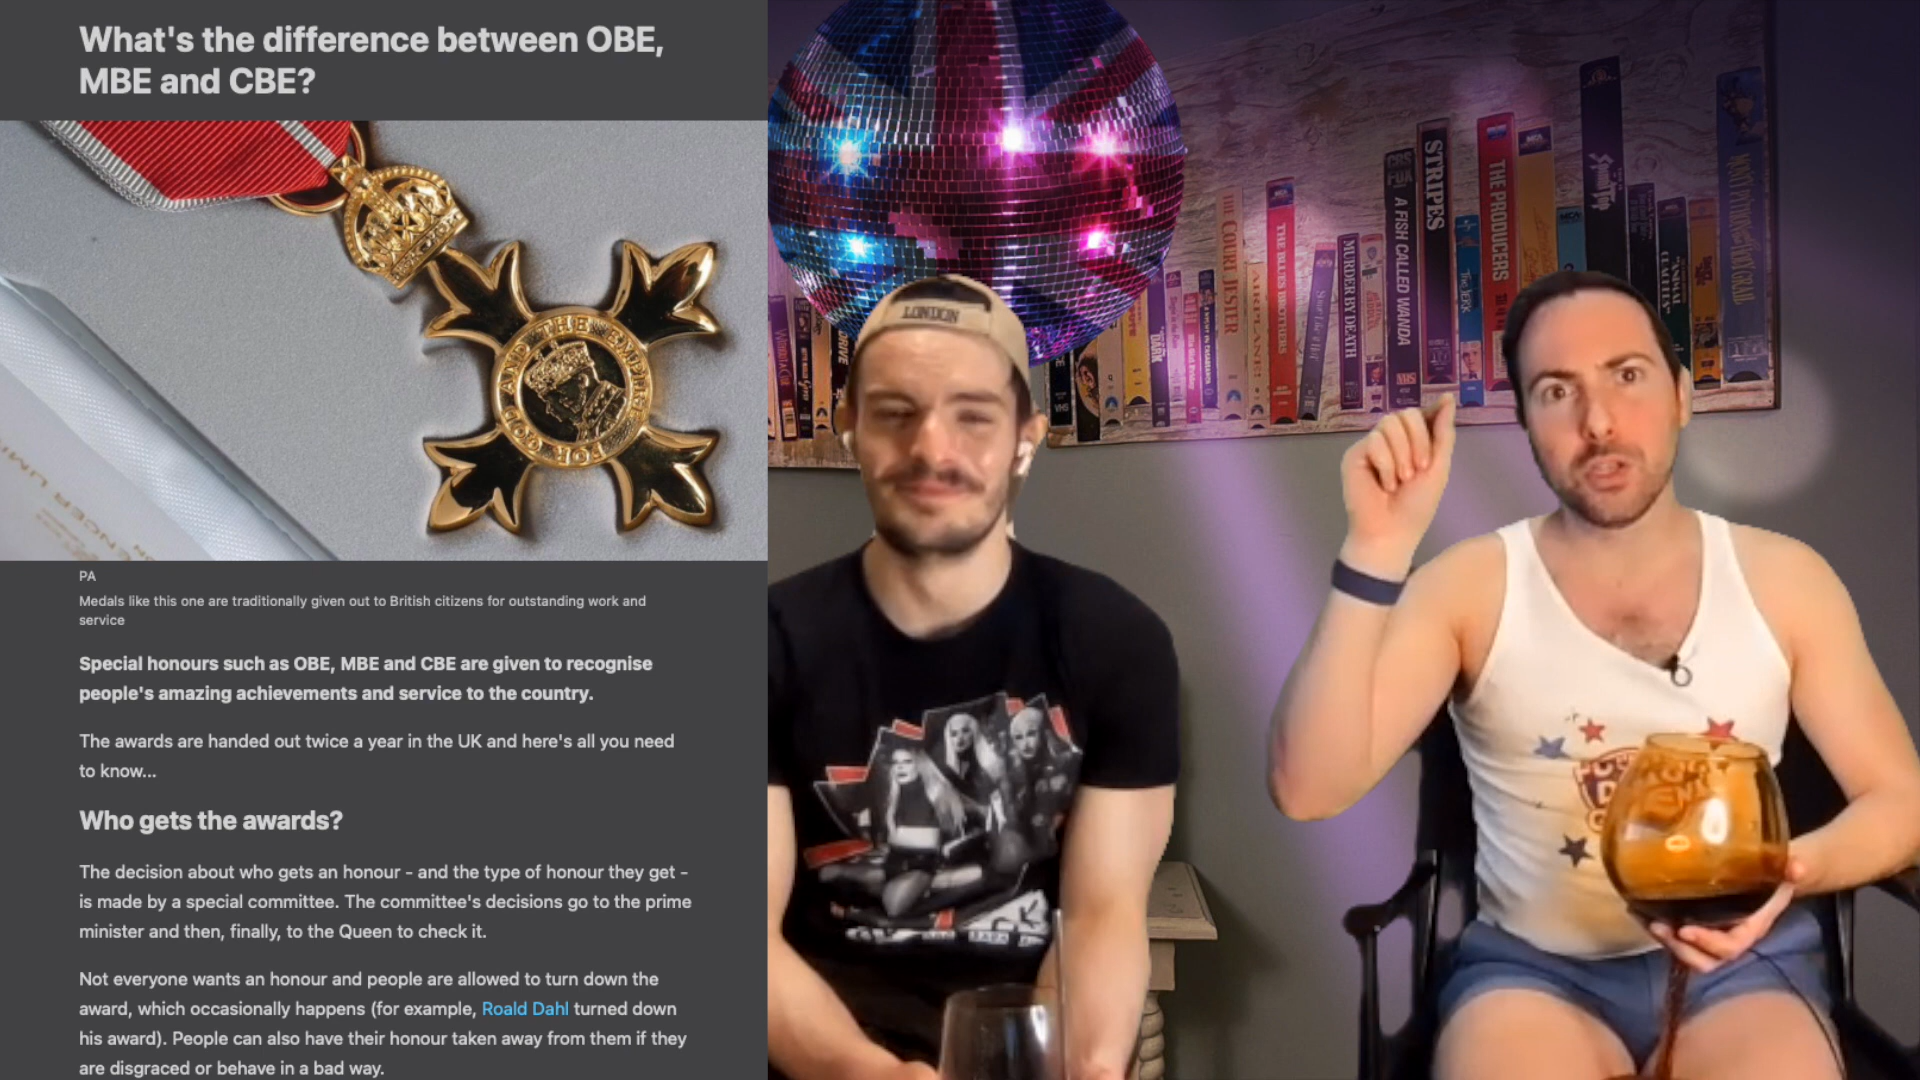 What's the difference between OBE,
MBE and CBE?
AND THE EMPIRE
FOR GOD
PA
Medals like this one are traditionally given out to British citizens for outstanding work and
service
Special honours such as OBE, MBE and CBE are given to recognise
people's amazing achievements and service to the country.
The awards are handed out twice a year in the UK and here's all you need
to know...
Who gets the awards?
The decision about who gets an honour - and the type of honour they get -
is made by a special committee. The committee's decisions go to the prime
minister and then, finally, to the Queen to check it.
Not everyone wants an honour and people are allowed to turn down the
award, which occasionally happens (for example, Roald Dahl turned down
his award). People can also have their honour taken away from them if they
are disgraced or behave in a bad way.
LONDON
VHS
THE COURT JESTER
AIRPLANE!
THE BLUES BROTHERS
MURDER BY DEATH
CBS
FOX
A FISH CALLED WANDA
VHS
STRIPES
The JERK
THE PRODUCERS
DARK